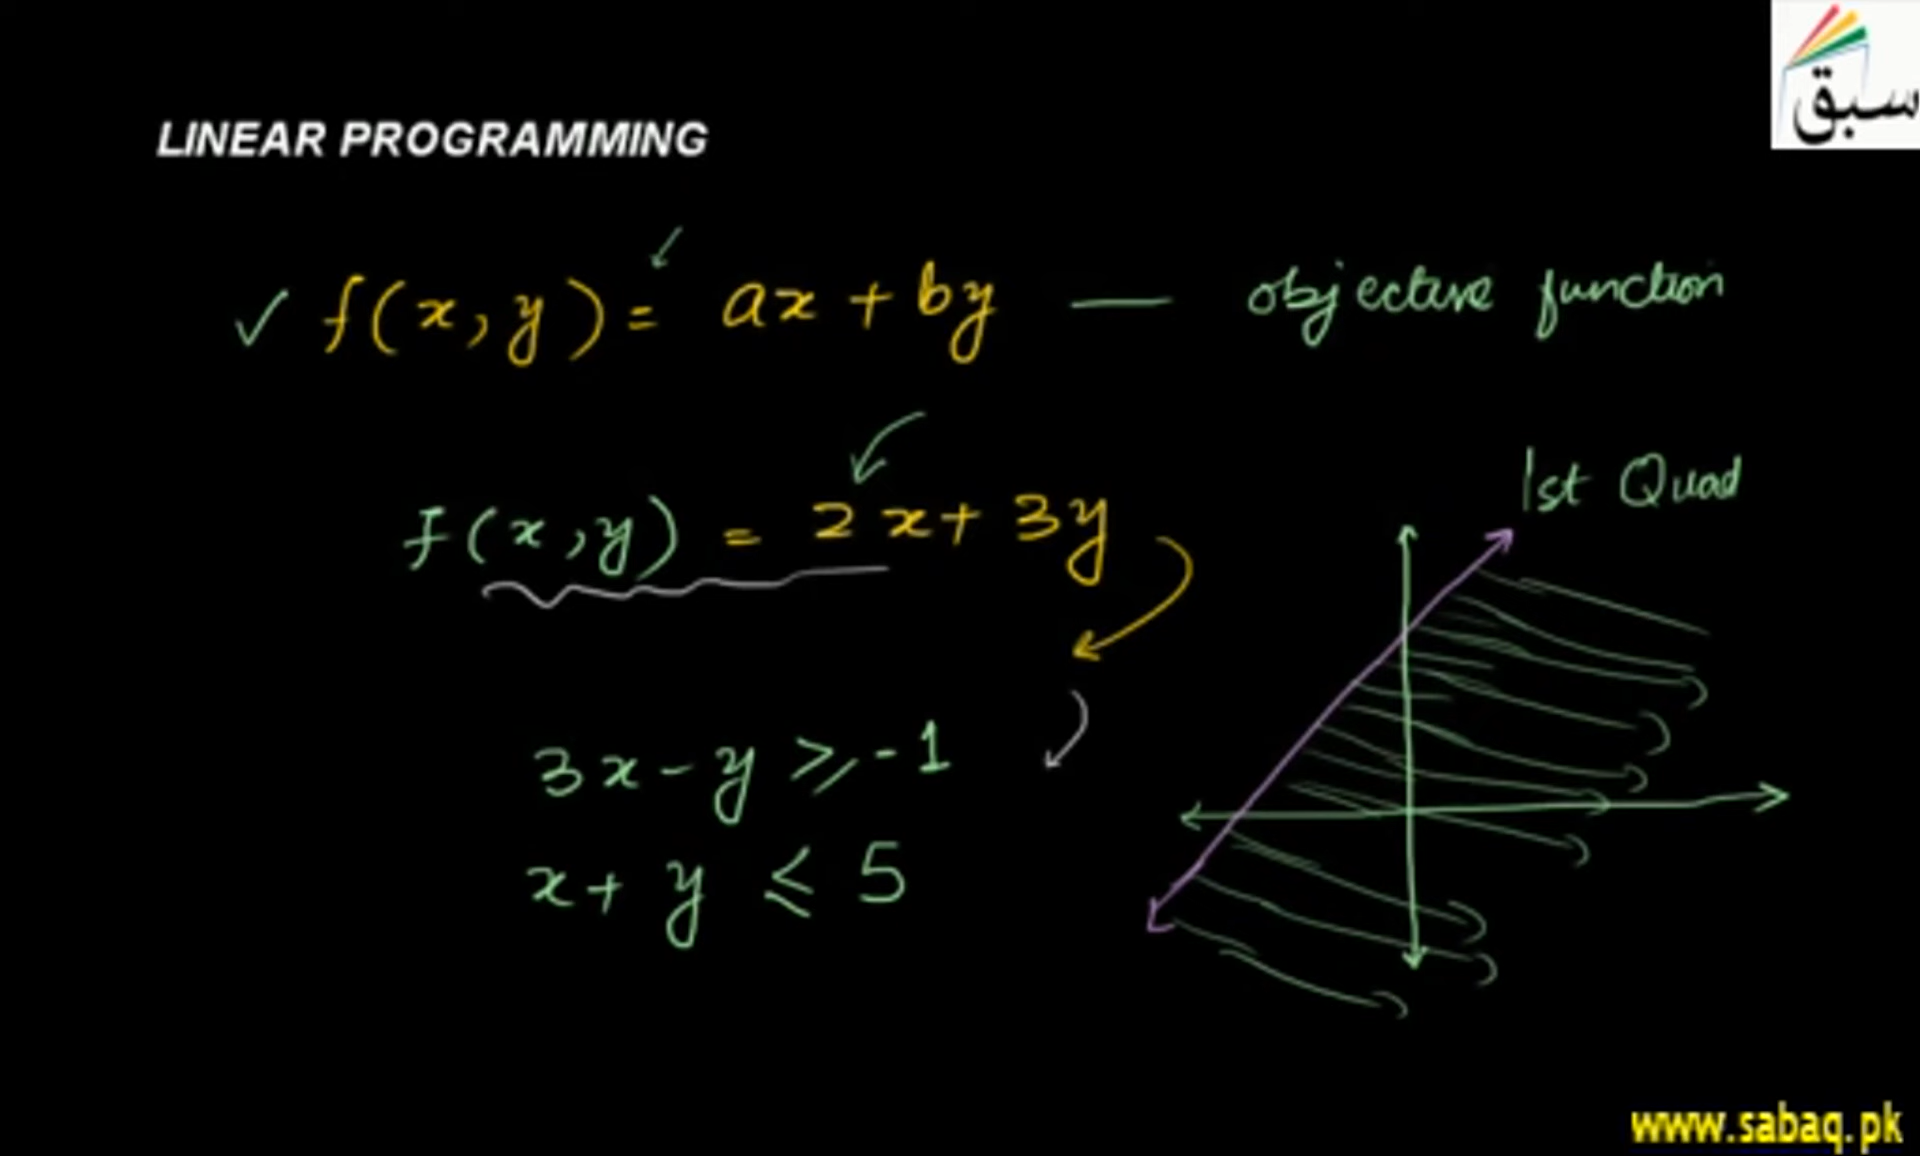 سبق
LINEAR PROGRAMMING
✓ f(x,y) = ax + by — objective function
f(x,y) = 2x + 3y
1st Quad
3x - y ⩾ -1
x + y ⩽ 5
www.sabaq.pk